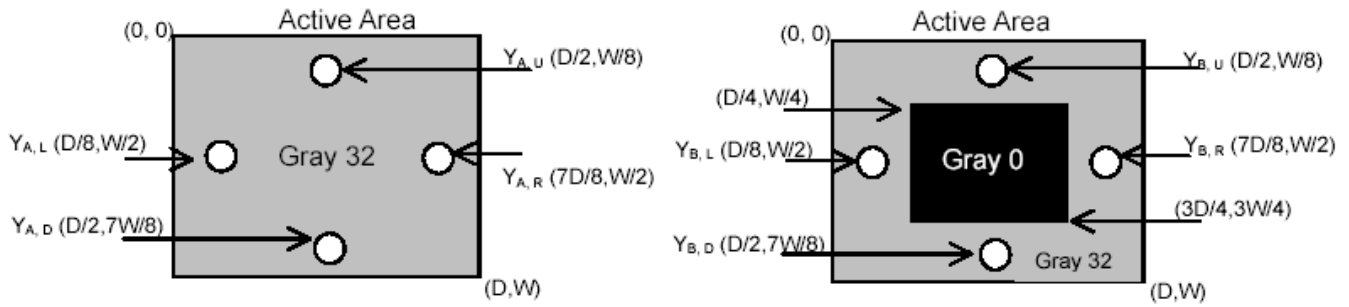 Active Area
(0, 0)
Y_A, U (D/2,W/8)
Y_A, L (D/8,W/2)
Gray 32
Y_A, R (7D/8,W/2)
Y_A, D (D/2,7W/8)
(D,W)
Active Area
(0, 0)
Y_B, U (D/2,W/8)
(D/4,W/4)
Y_B, L (D/8,W/2)
Gray 0
Y_B, R (7D/8,W/2)
(3D/4,3W/4)
Y_B, D (D/2,7W/8)
Gray 32
(D,W)